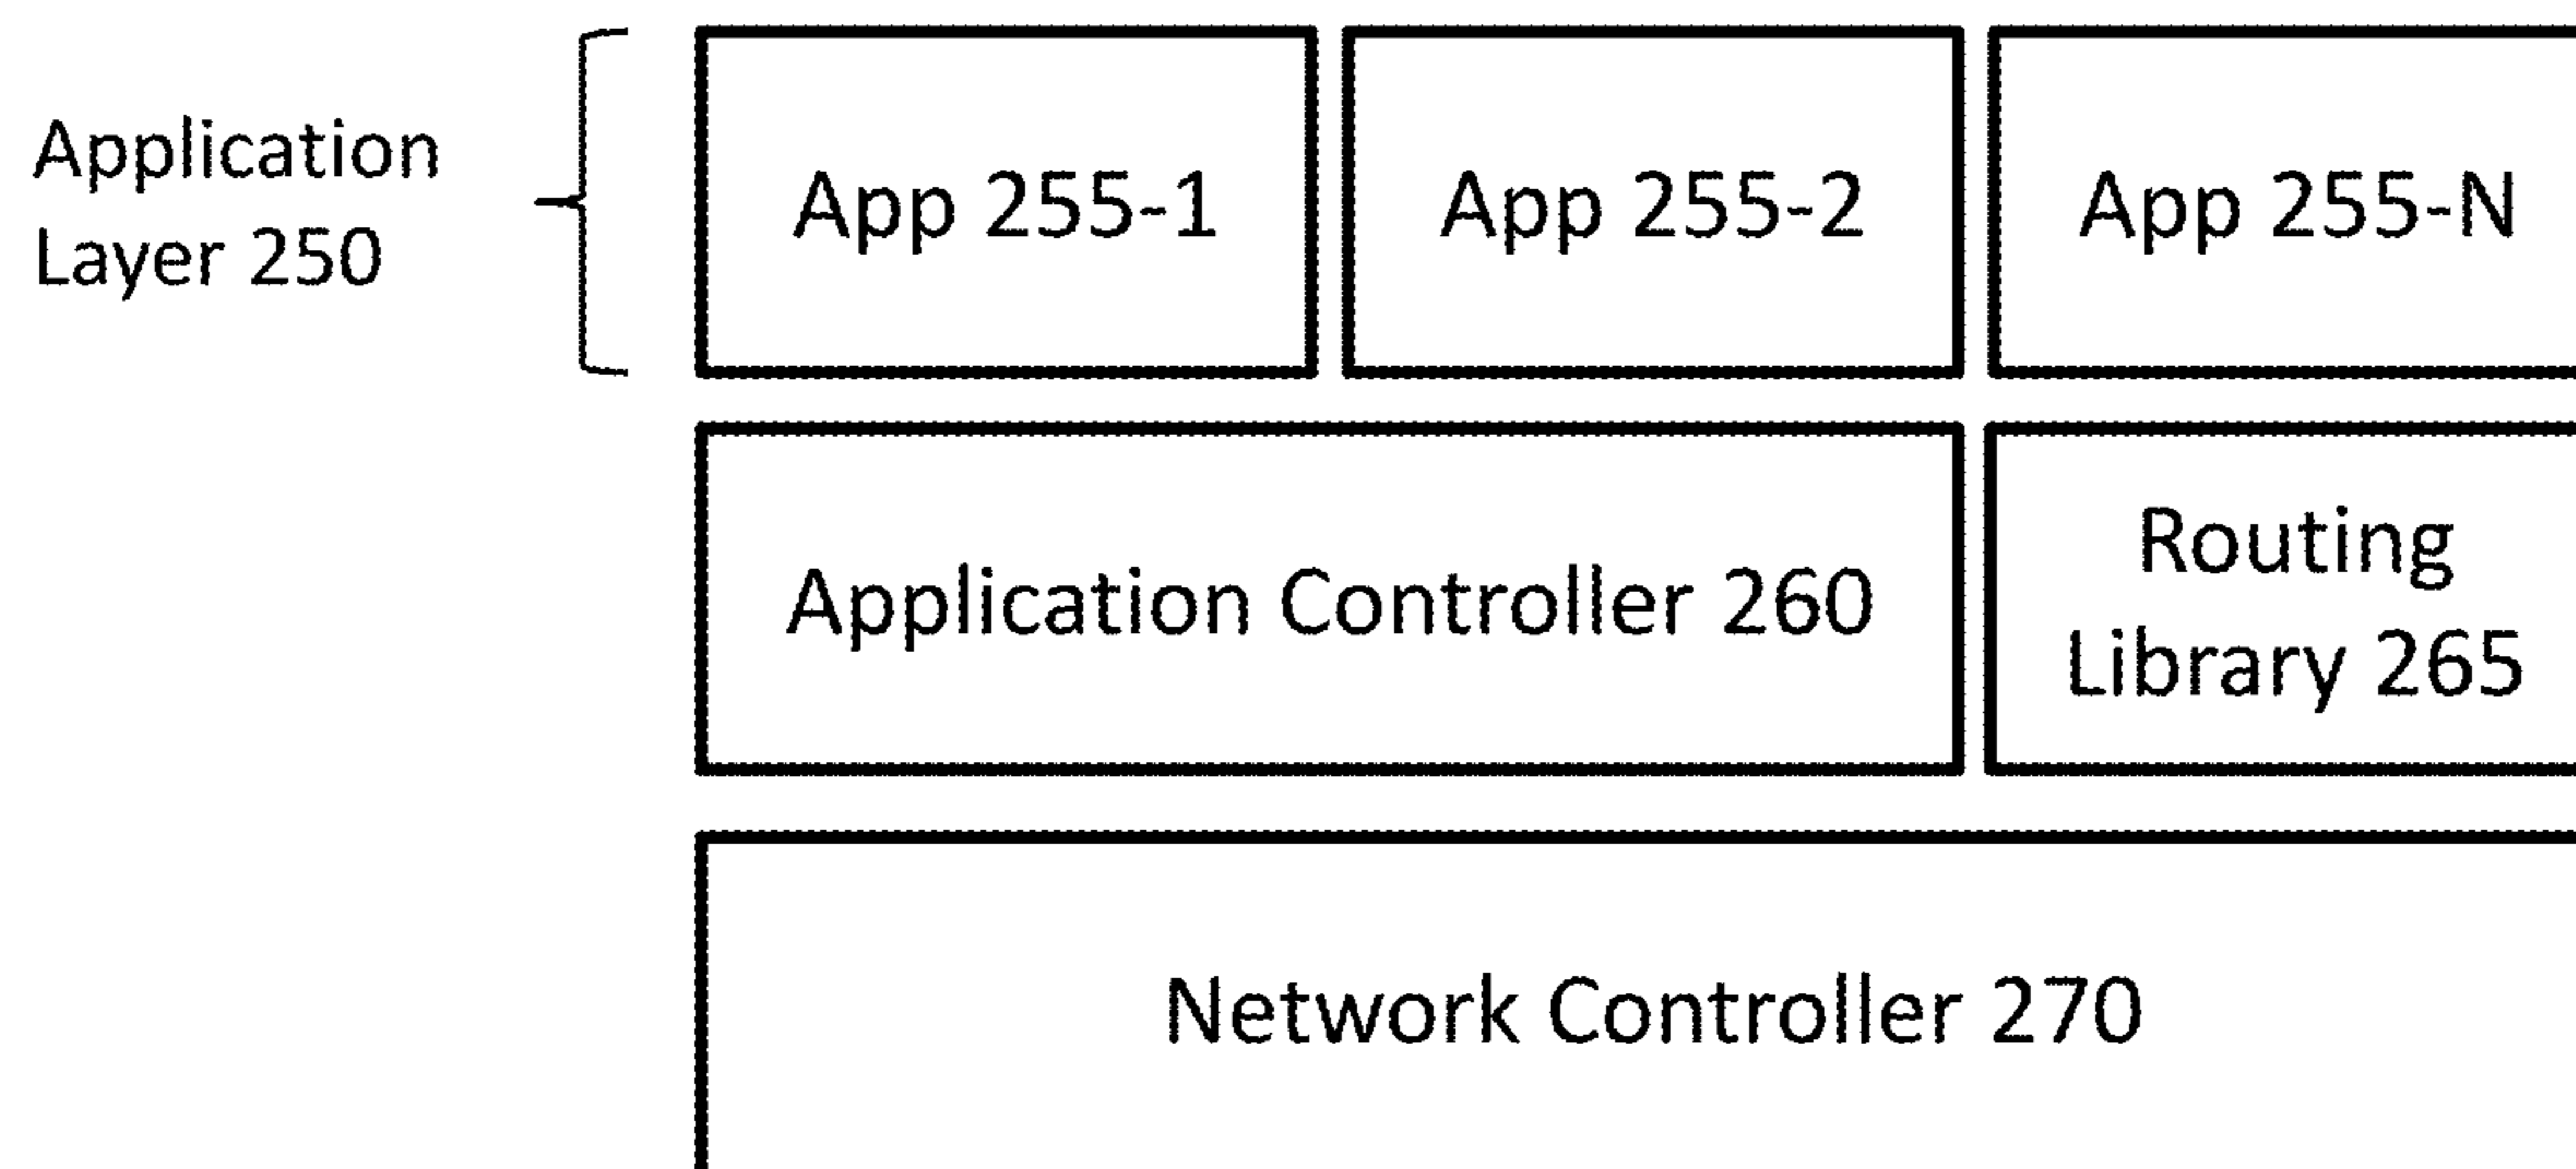 Application
Layer 250
App 255-1
App 255-2
App 255-N
Application Controller 260
Routing
Library 265
Network Controller 270